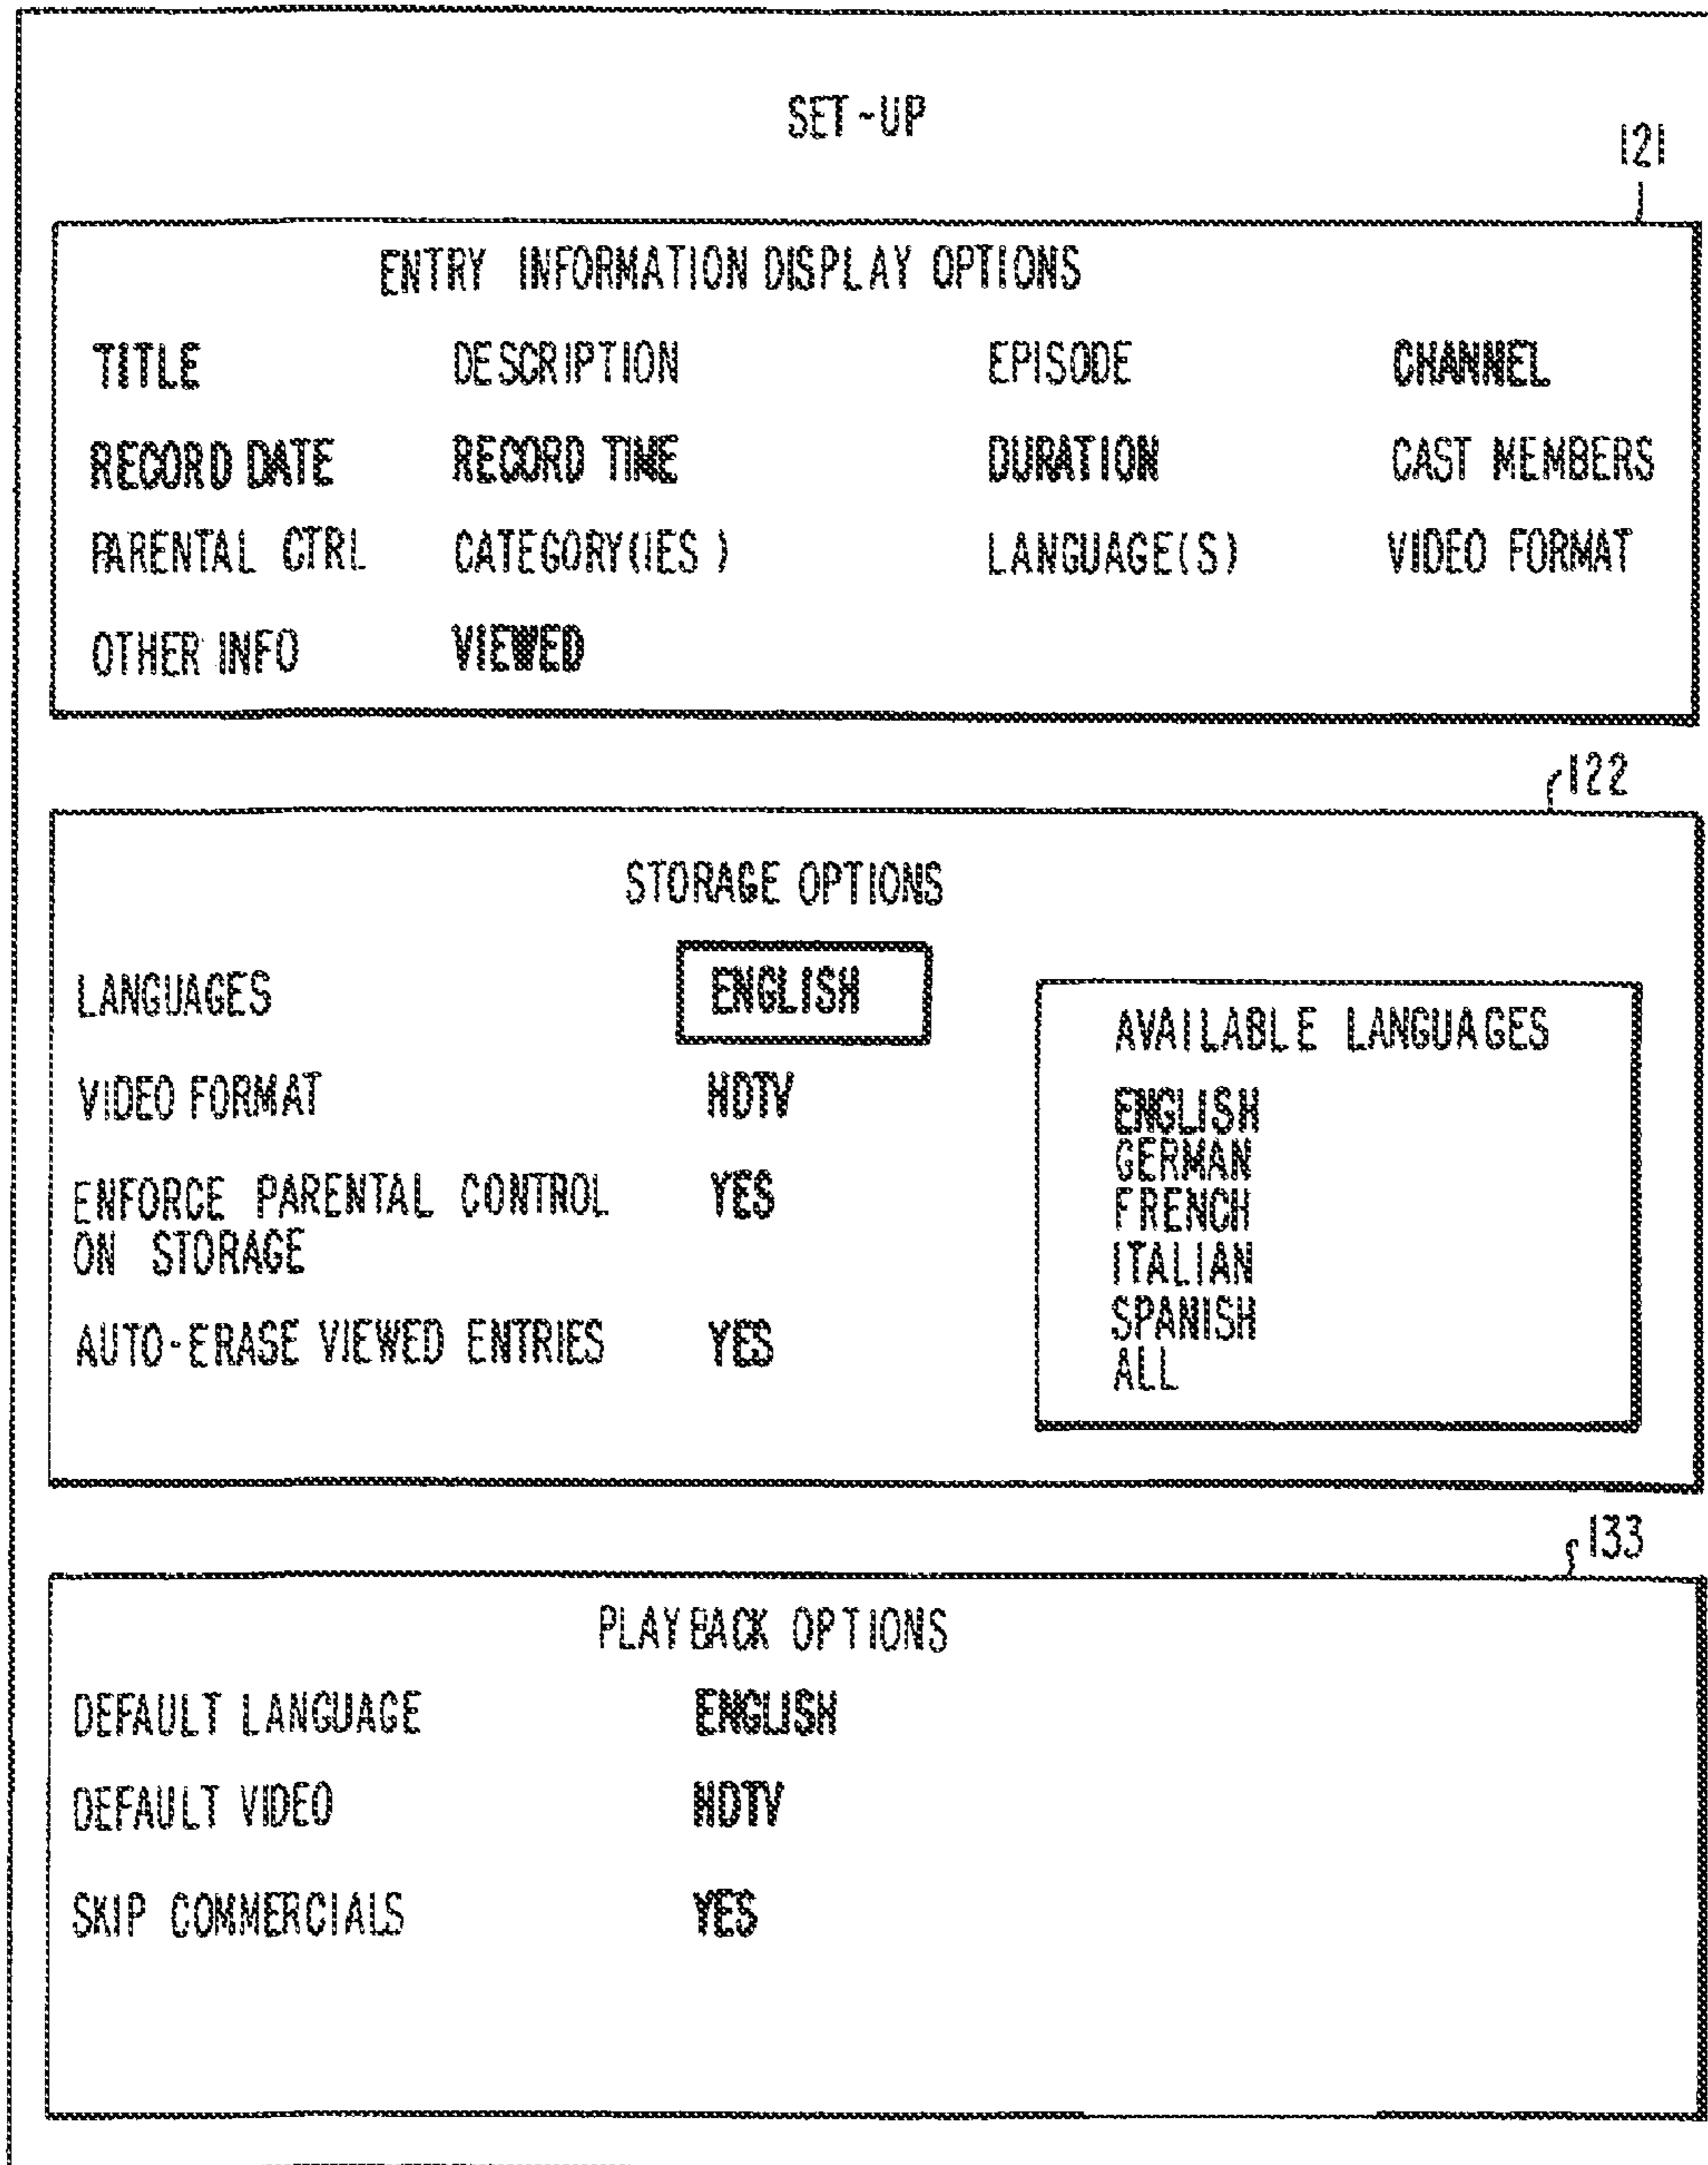 SET-UP
121
ENTRY INFORMATION DISPLAY OPTIONS
TITLE DESCRIPTION EPISODE CHANNEL
RECORD DATE RECORD TIME DURATION CAST MEMBERS
PARENTAL CTRL CATEGORY(IES) LANGUAGE(S) VIDEO FORMAT
OTHER INFO VIEWED
122
STORAGE OPTIONS
LANGUAGES ENGLISH
VIDEO FORMAT HDTV
ENFORCE PARENTAL CONTROL YES
ON STORAGE
AUTO-ERASE VIEWED ENTRIES YES
AVAILABLE LANGUAGES
ENGLISH
GERMAN
FRENCH
ITALIAN
SPANISH
ALL
133
PLAYBACK OPTIONS
DEFAULT LANGUAGE ENGLISH
DEFAULT VIDEO HDTV
SKIP COMMERCIALS YES